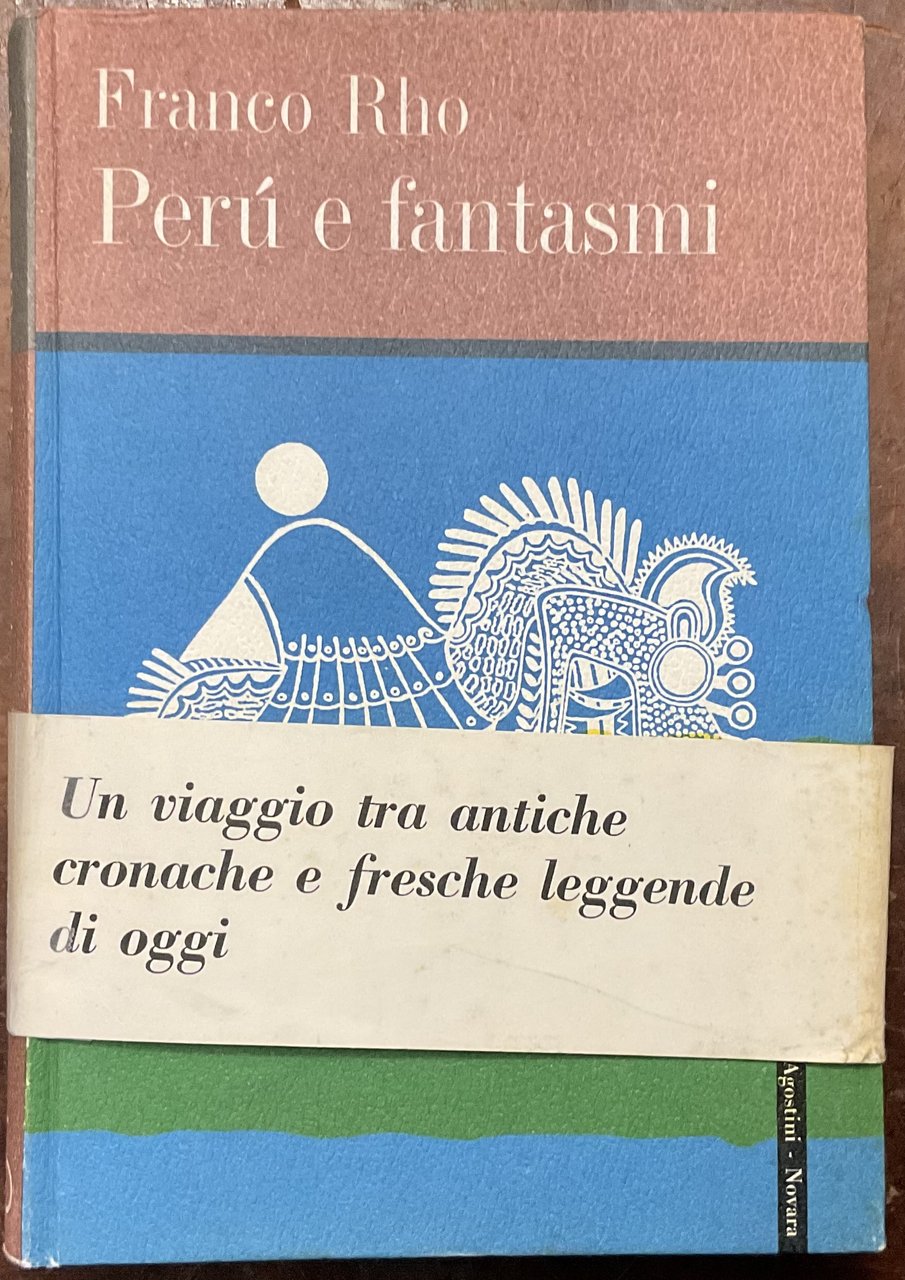 Franco Rho
Perú e fantasmi
Un viaggio tra antiche
cronache e fresche leggende
di oggi
Agostini - Novara